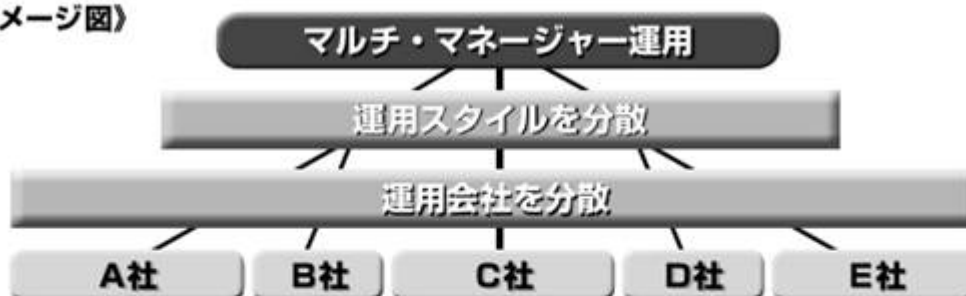 メージ図》
マルチ・マネージャー運用
運用スタイルを分散
運用会社を分散
A社 B社 C社 D社 E社